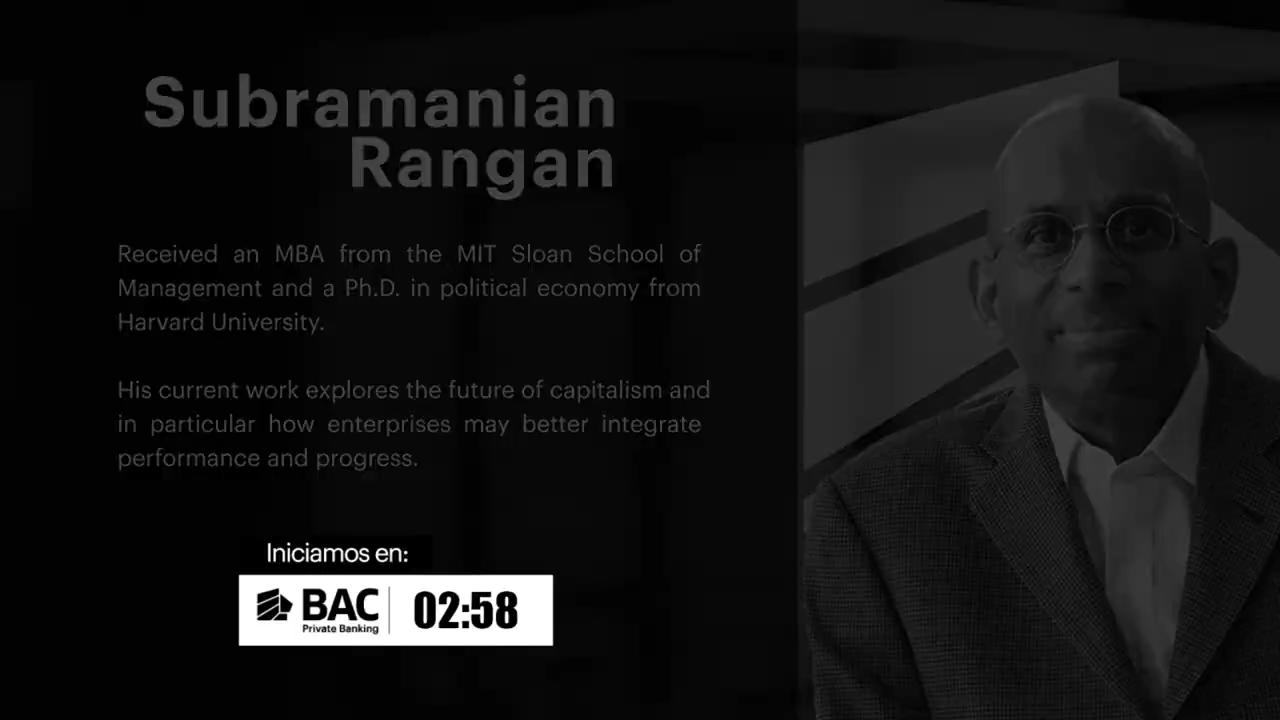 Subramanian
Rangan
Received an MBA from the MIT Sloan School of
Management and a Ph.D. in political economy from
Harvard University.
His current work explores the future of capitalism and
in particular how enterprises may better integrate
performance and progress.
Iniciamos en:
BAC
Private Banking
02:58